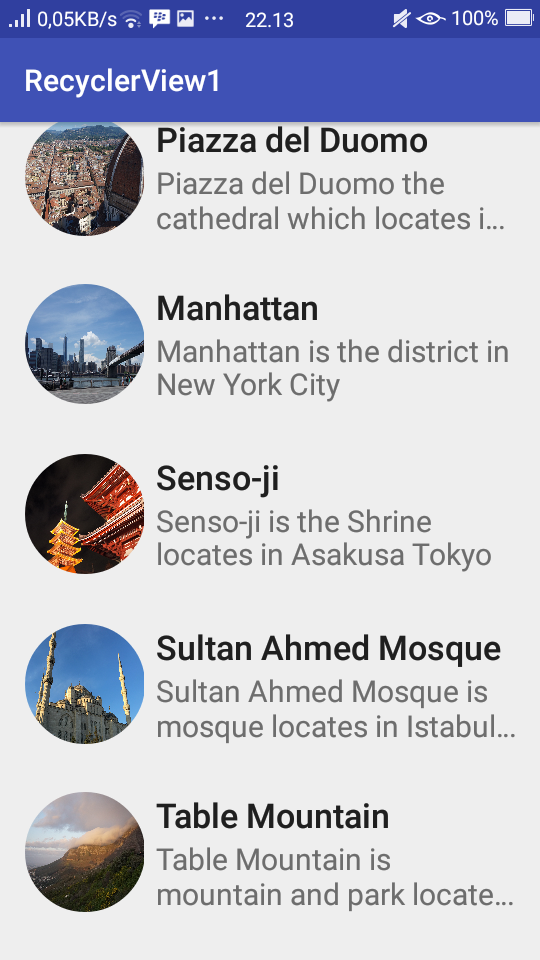 0,05KB/s ... 22.13 100%
RecyclerView1
Piazza del Duomo
Piazza del Duomo the
cathedral which locates i...
Manhattan
Manhattan is the district in
New York City
Senso-ji
Senso-ji is the Shrine
locates in Asakusa Tokyo
Sultan Ahmed Mosque
Sultan Ahmed Mosque is
mosque locates in Istabul...
Table Mountain
Table Mountain is
mountain and park locate...